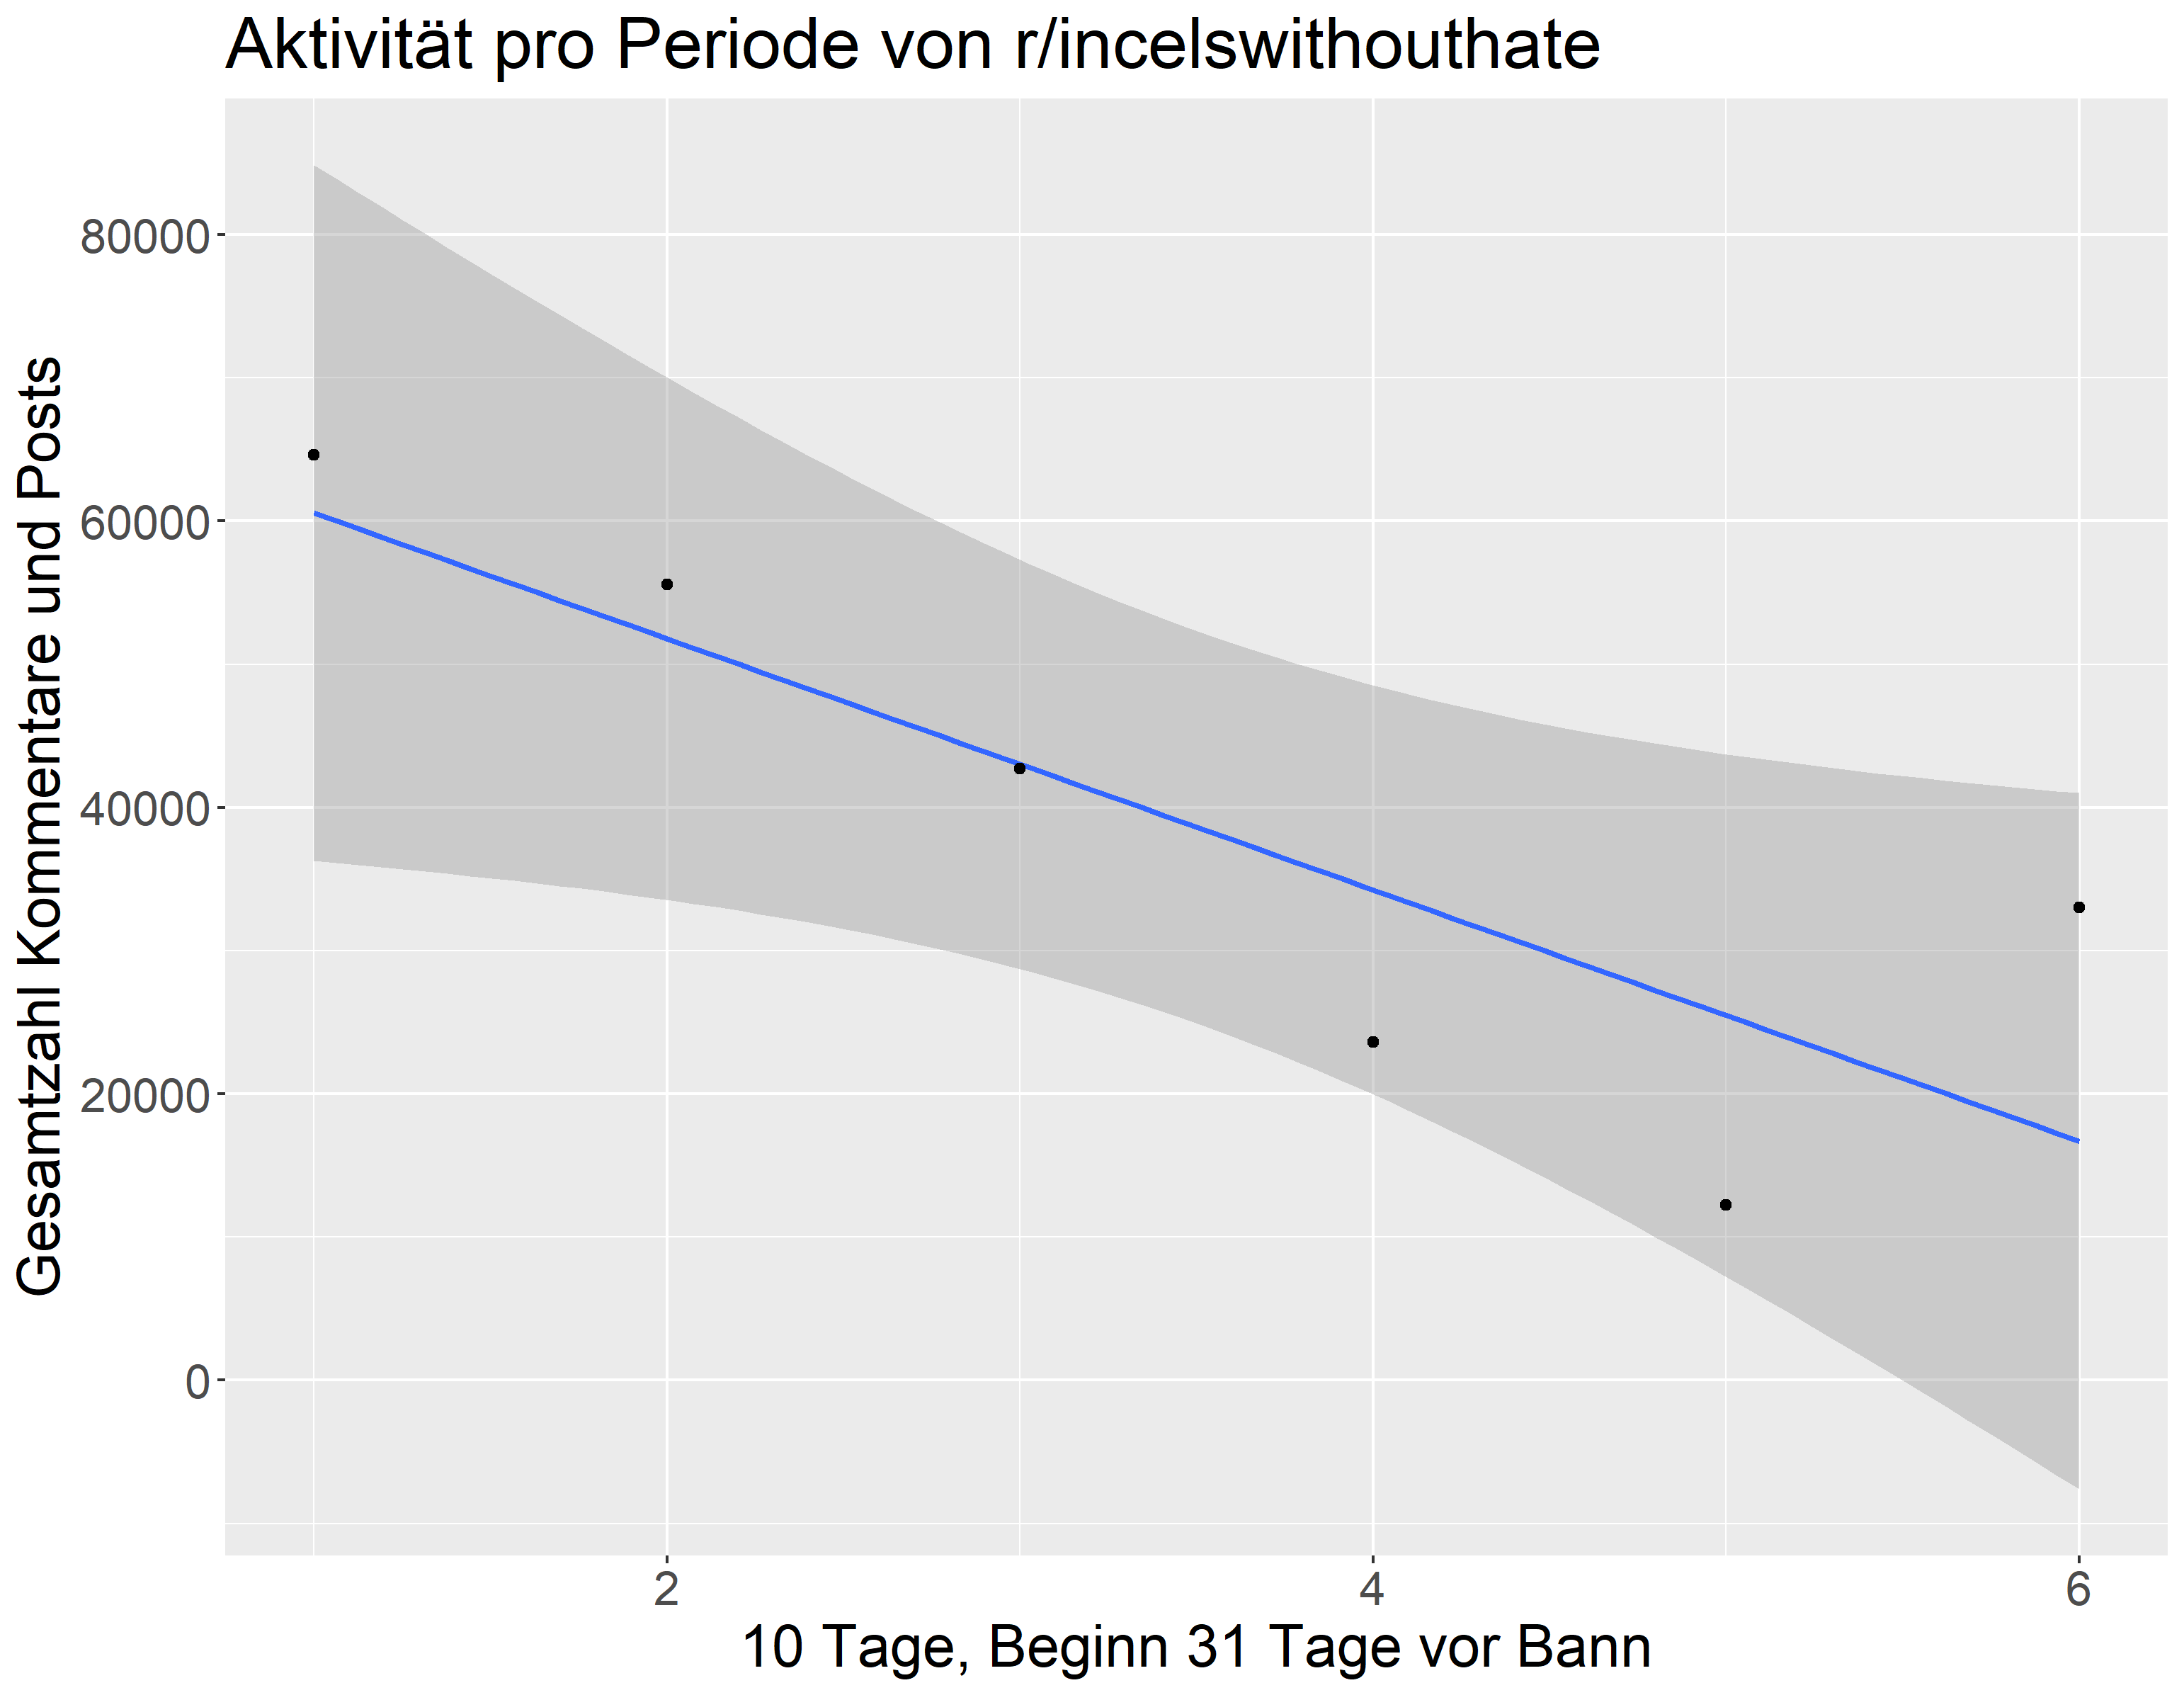 Aktivität pro Periode von r/incelswithouthate
Gesamtzahl Kommentare und Posts
80000
60000
40000
20000
0
2
4
6
10 Tage, Beginn 31 Tage vor Bann